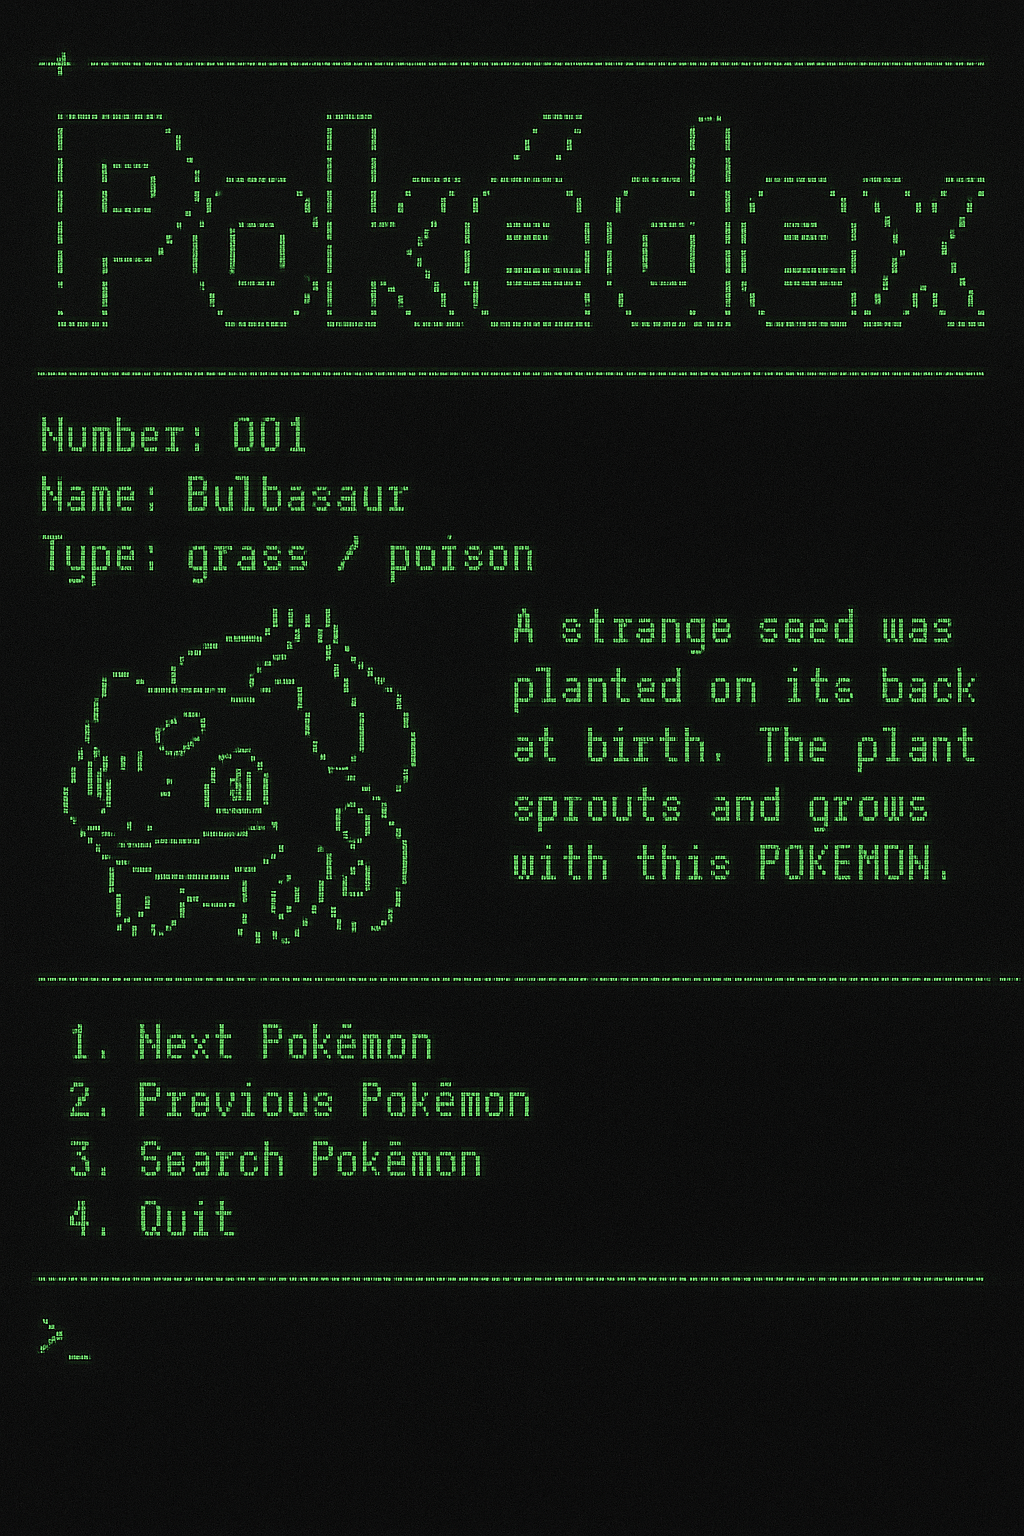 Pokédex
Number: 001
Name: Bulbasaur
Type: grass / poison
A strange seed was
planted on its back
at birth. The plant
sprouts and grows
with this POKEMON.
1. Next Pokémon
2. Previous Pokémon
3. Search Pokémon
4. Quit
>_